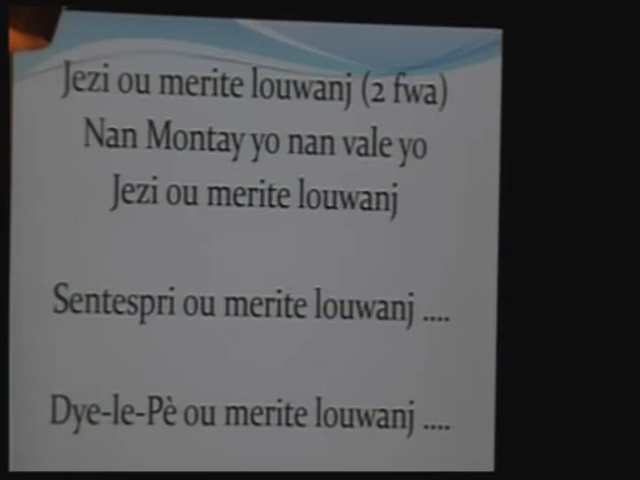 Jezi ou merite louwanj (2 fwa)
Nan Montay yo nan vale yo
Jezi ou merite louwanj
Sentespri ou merite louwanj ....
Dye-le-Pè ou merite louwanj ....